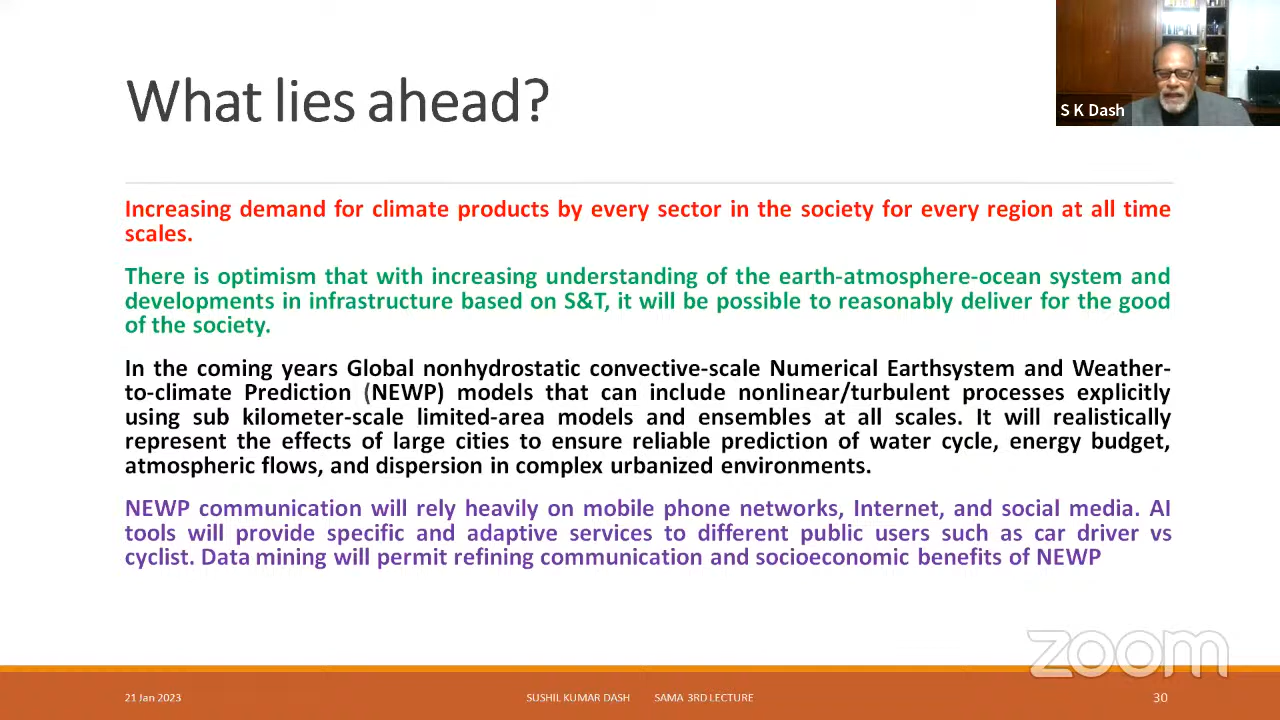 What lies ahead?
S K Dash
Increasing demand for climate products by every sector in the society for every region at all time
scales.
There is optimism that with increasing understanding of the earth-atmosphere-ocean system and
developments in infrastructure based on S&T, it will be possible to reasonably deliver for the good
of the society.
In the coming years Global nonhydrostatic convective-scale Numerical Earthsystem and Weather-
to-climate Prediction (NEWP) models that can include nonlinear/turbulent processes explicitly
using sub kilometer-scale limited-area models and ensembles at all scales. It will realistically
represent the effects of large cities to ensure reliable prediction of water cycle, energy budget,
atmospheric flows, and dispersion in complex urbanized environments.
NEWP communication will rely heavily on mobile phone networks, Internet, and social media. AI
tools will provide specific and adaptive services to different public users such as car driver vs
cyclist. Data mining will permit refining communication and socioeconomic benefits of NEWP
zoom
21 Jan 2023
SUSHIL KUMAR DASH SAMA 3RD LECTURE
30